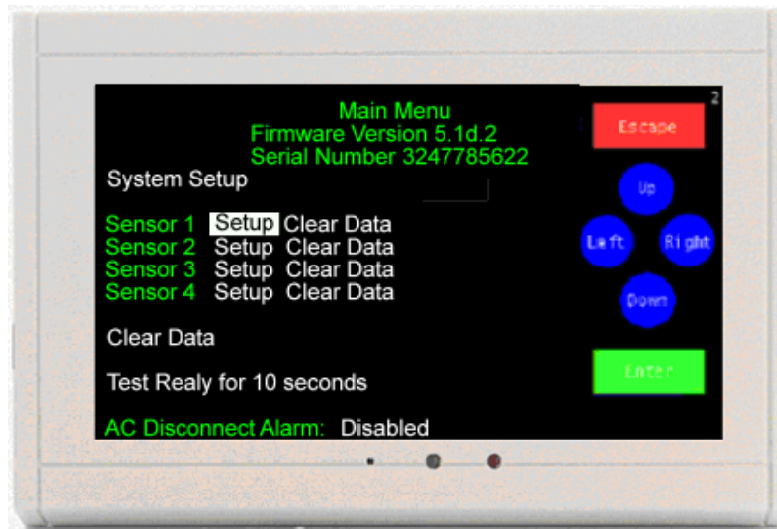 Main Menu
Firmware Version 5.1d.2
Serial Number 3247785622
System Setup
Sensor 1 Setup Clear Data
Sensor 2 Setup Clear Data
Sensor 3 Setup Clear Data
Sensor 4 Setup Clear Data
Clear Data
Test Realy for 10 seconds
AC Disconnect Alarm: Disabled
2
Escape
Up
Left Right
Down
Enter